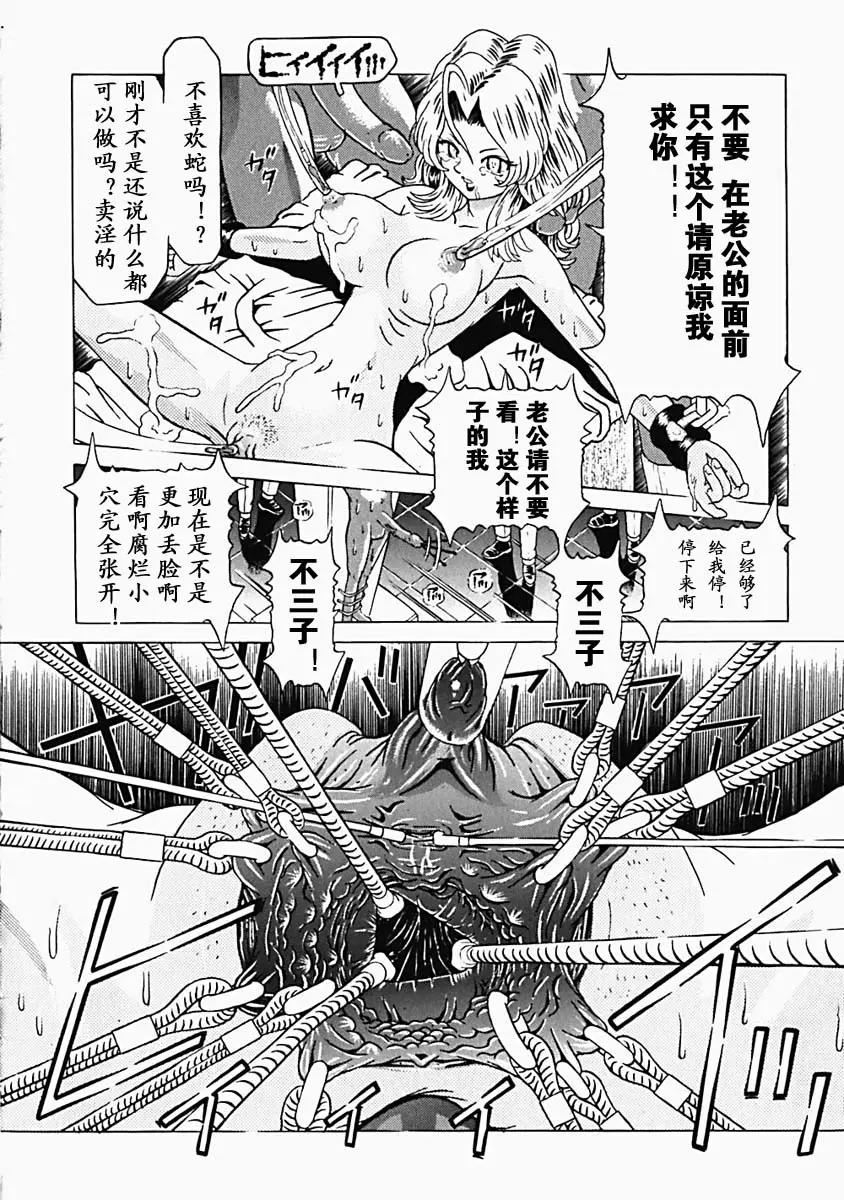 不要 在老公的面前
只有这个请原谅我
求你!!
ヒィイィイィ!!!
不喜欢蛇吗!?
刚才不是还说什么都
可以做吗?卖淫的
ガタ
ガタ
ガタ
ガタ
老公请不要
看!这个样
子的我
已经够了
给我停!
停下来啊
不三子
不三子!
现在是不是
更加丢脸啊
看啊腐烂小
穴完全张开!